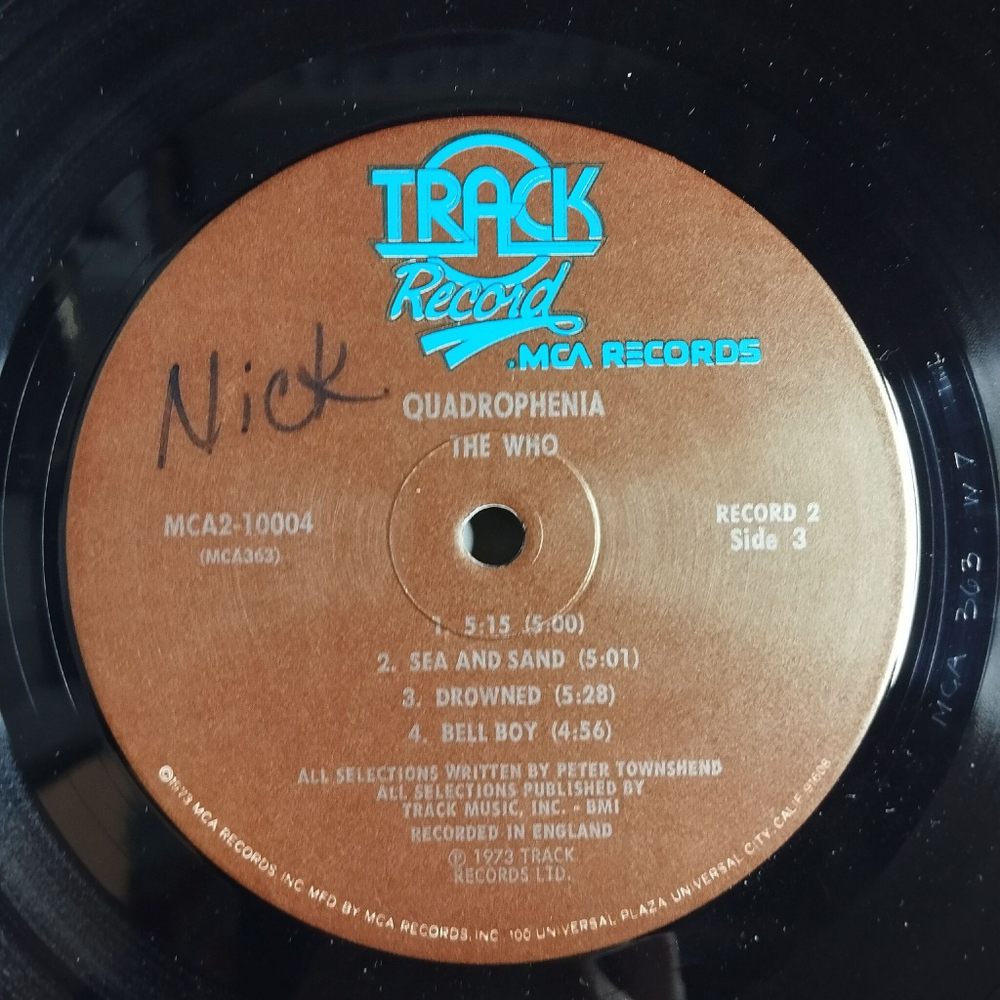 TRACK
Record
.MCA RECORDS
Nick
QUADROPHENIA
THE WHO
MCA2-10004
(MCA363)
RECORD 2
Side 3
1. 5:15 (5:00)
2. SEA AND SAND (5:01)
3. DROWNED (5:28)
4. BELL BOY (4:56)
ALL SELECTIONS WRITTEN BY PETER TOWNSHEND
ALL SELECTIONS PUBLISHED BY
TRACK MUSIC, INC. - BMI
RECORDED IN ENGLAND
℗ 1973 TRACK
RECORDS LTD.
©1973 MCA RECORDS INC MFD BY MCA RECORDS, INC. 100 UNIVERSAL PLAZA UNIVERSAL CITY, CALIF. 91608
MCA 363 . W 7